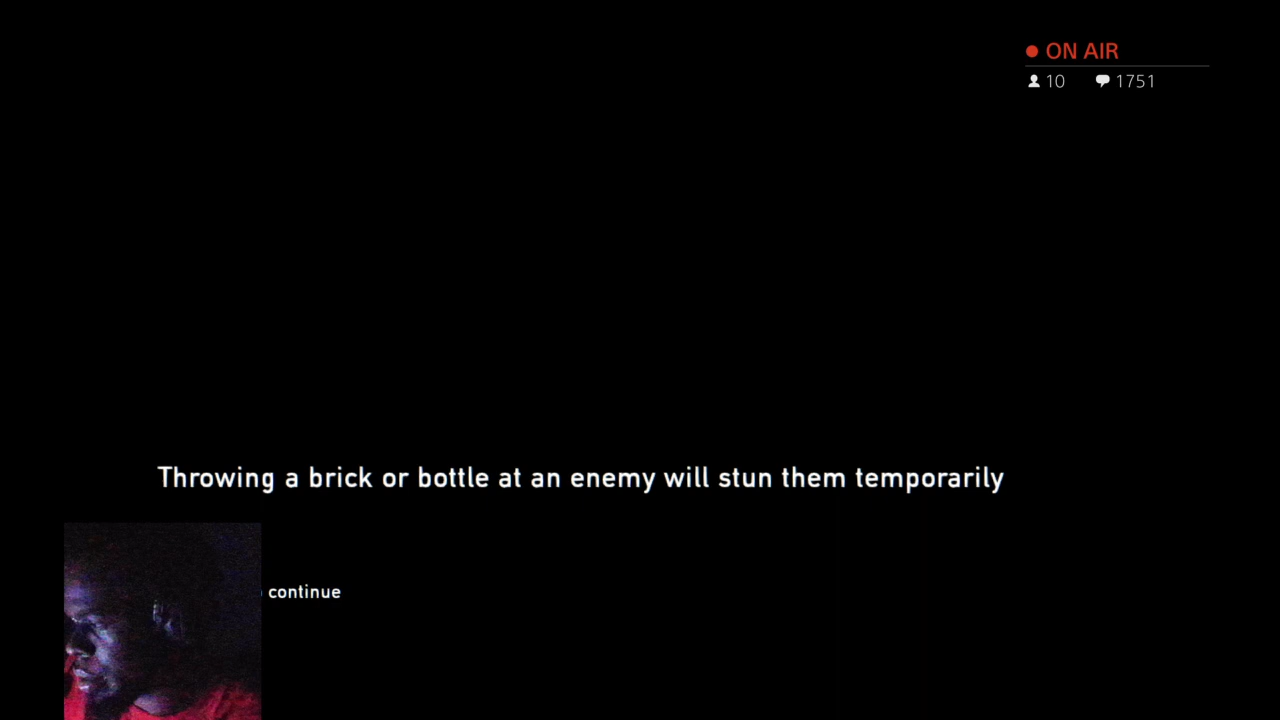 ON AIR
10 1751
Throwing a brick or bottle at an enemy will stun them temporarily
continue